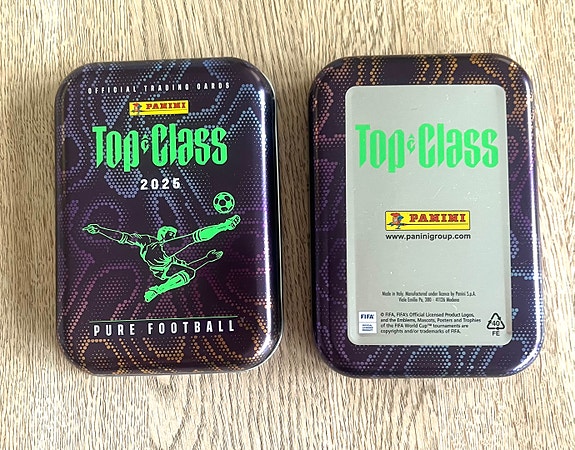 OFFICIAL TRADING CARDS
PANINI
Top Class
2025
PURE FOOTBALL
Top Class
PANINI
www.paninigroup.com
Made in Italy. Manufactured under licence by Panini S.p.A.
Viale Emilio Po, 380 - 41126 Modena
FIFA
© FIFA, FIFA's Official Licensed Product Logos,
and the Emblems, Mascots, Posters and Trophies
of the FIFA World Cup™ tournaments are
copyrights and/or trademarks of FIFA.
40
FE